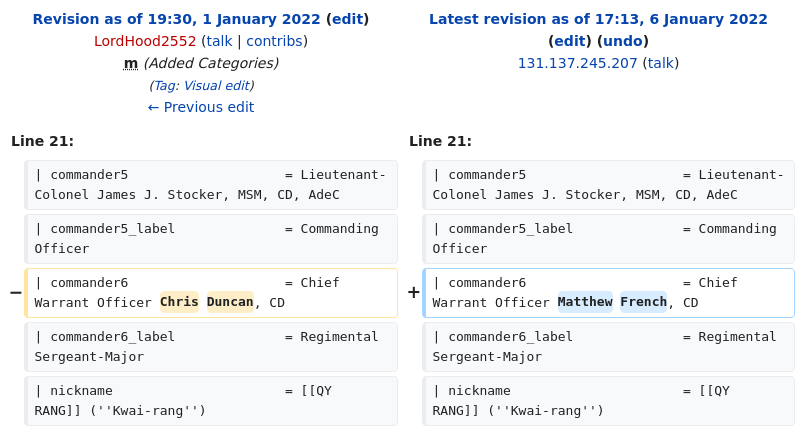 Revision as of 19:30, 1 January 2022 (edit)
LordHood2552 (talk | contribs)
m (Added Categories)
(Tag: Visual edit)
← Previous edit
Latest revision as of 17:13, 6 January 2022
(edit) (undo)
131.137.245.207 (talk)
Line 21:
| commander5                    = Lieutenant-
Colonel James J. Stocker, MSM, CD, AdeC
| commander5_label              = Commanding
Officer
− | commander6                    = Chief
Warrant Officer Chris Duncan, CD
| commander6_label              = Regimental
Sergeant-Major
| nickname                      = [[QY
RANG]] (''Kwai-rang'')
Line 21:
| commander5                    = Lieutenant-
Colonel James J. Stocker, MSM, CD, AdeC
| commander5_label              = Commanding
Officer
+ | commander6                    = Chief
Warrant Officer Matthew French, CD
| commander6_label              = Regimental
Sergeant-Major
| nickname                      = [[QY
RANG]] (''Kwai-rang'')